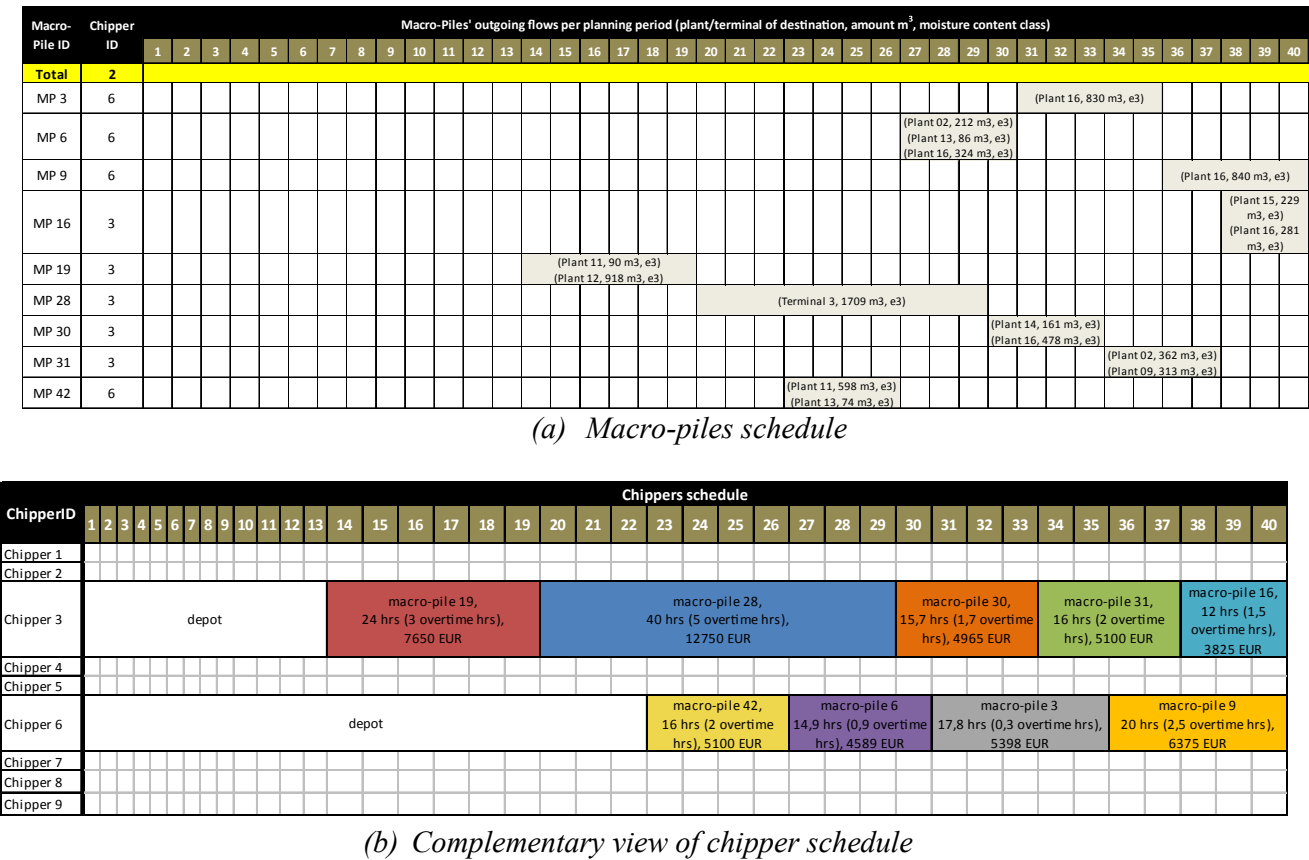 Macro-Piles' outgoing flows per planning period (plant/terminal of destination, amount m³, moisture content class)
Macro-Pile ID Chipper ID 1 2 3 4 5 6 7 8 9 10 11 12 13 14 15 16 17 18 19 20 21 22 23 24 25 26 27 28 29 30 31 32 33 34 35 36 37 38 39 40
Total 2
MP 3 6 (Plant 16, 830 m3, e3)
MP 6 6 (Plant 02, 212 m3, e3)
(Plant 13, 86 m3, e3)
(Plant 16, 324 m3, e3)
MP 9 6 (Plant 16, 840 m3, e3)
MP 16 3 (Plant 15, 229
m3, e3)
(Plant 16, 281
m3, e3)
MP 19 3 (Plant 11, 90 m3, e3)
(Plant 12, 918 m3, e3)
MP 28 3 (Terminal 3, 1709 m3, e3)
MP 30 3 (Plant 14, 161 m3, e3)
(Plant 16, 478 m3, e3)
MP 31 3 (Plant 02, 362 m3, e3)
(Plant 09, 313 m3, e3)
MP 42 6 (Plant 11, 598 m3, e3)
(Plant 13, 74 m3, e3)
(a) Macro-piles schedule
Chippers schedule
ChipperID 1 2 3 4 5 6 7 8 9 10 11 12 13 14 15 16 17 18 19 20 21 22 23 24 25 26 27 28 29 30 31 32 33 34 35 36 37 38 39 40
Chipper 1
Chipper 2
Chipper 3
depot
macro-pile 19,
24 hrs (3 overtime hrs),
7650 EUR
macro-pile 28,
40 hrs (5 overtime hrs),
12750 EUR
macro-pile 30,
15,7 hrs (1,7 overtime
hrs), 4965 EUR
macro-pile 31,
16 hrs (2 overtime
hrs), 5100 EUR
macro-pile 16,
12 hrs (1,5
overtime hrs),
3825 EUR
Chipper 4
Chipper 5
Chipper 6
depot
macro-pile 42,
16 hrs (2 overtime
hrs), 5100 EUR
macro-pile 6
14,9 hrs (0,9 overtime
hrs), 4589 EUR
macro-pile 3
17,8 hrs (0,3 overtime hrs),
5398 EUR
macro-pile 9
20 hrs (2,5 overtime hrs),
6375 EUR
Chipper 7
Chipper 8
Chipper 9
(b) Complementary view of chipper schedule